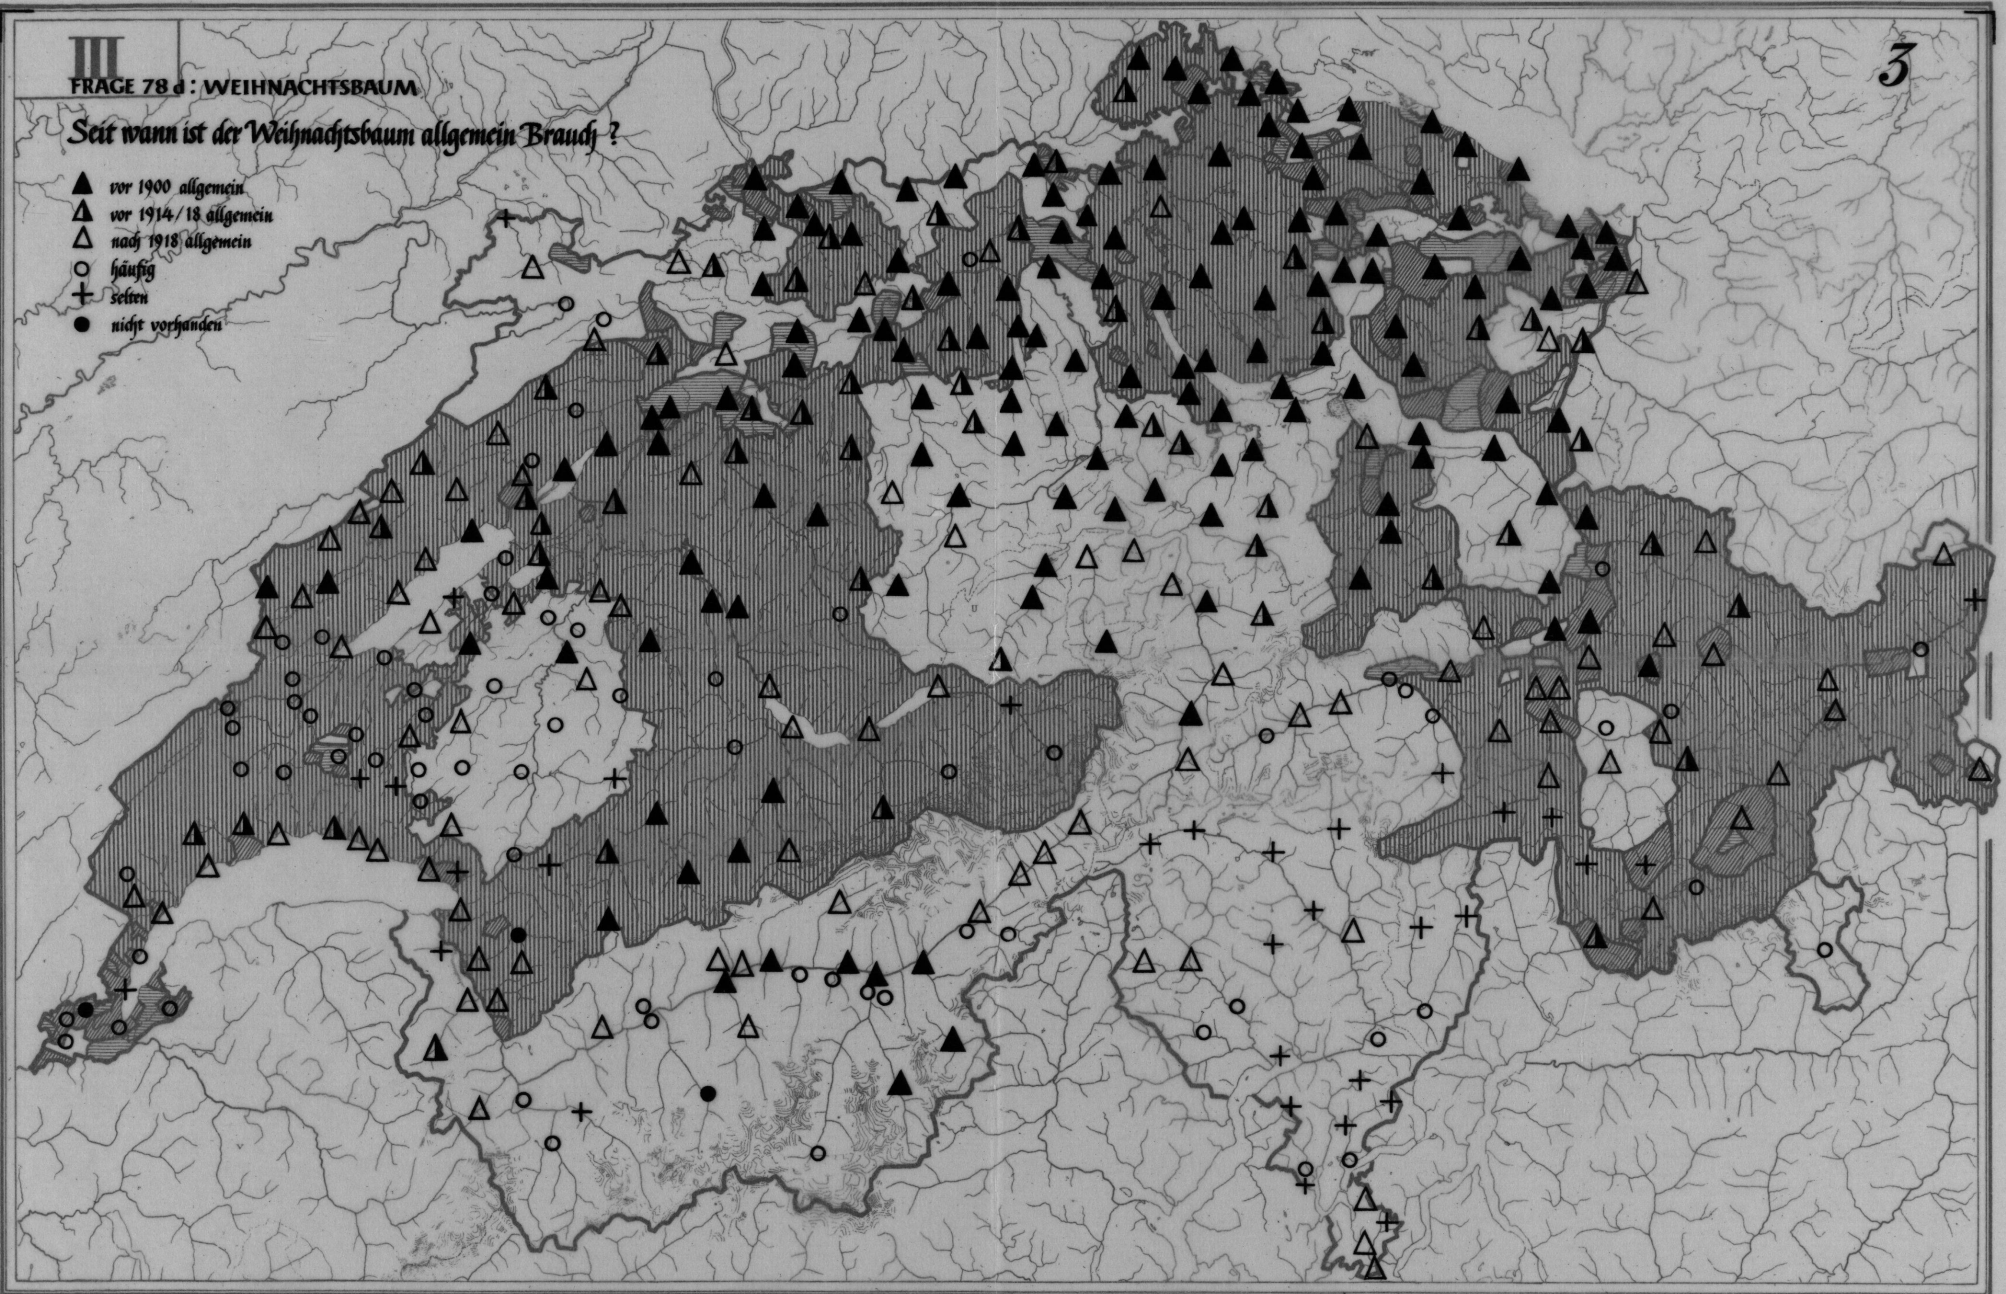 III
3
FRAGE 78 d: WEIHNACHTSBAUM
Seit wann ist der Weihnachtsbaum allgemein Brauch?
vor 1900 allgemein
vor 1914/18 allgemein
nach 1918 allgemein
häufig
selten
nicht vorhanden